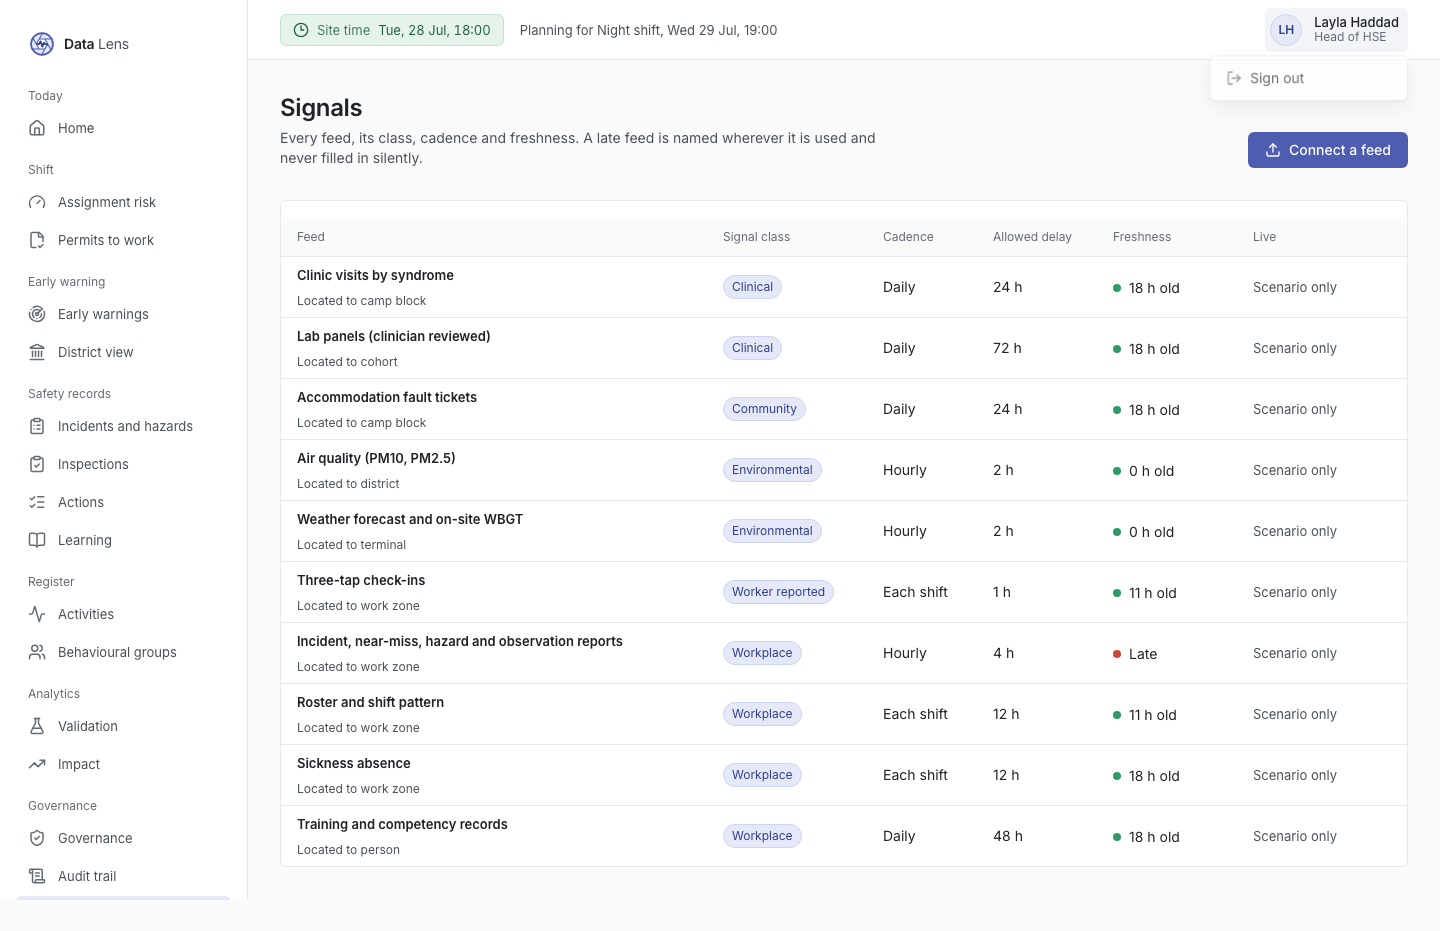 Data Lens
Today
Home
Shift
Assignment risk
Permits to work
Early warning
Early warnings
District view
Safety records
Incidents and hazards
Inspections
Actions
Learning
Register
Activities
Behavioural groups
Analytics
Validation
Impact
Governance
Governance
Audit trail
Site time Tue, 28 Jul, 18:00
Planning for Night shift, Wed 29 Jul, 19:00
LH
Layla Haddad
Head of HSE
Sign out
Signals
Every feed, its class, cadence and freshness. A late feed is named wherever it is used and
never filled in silently.
Connect a feed
Feed Signal class Cadence Allowed delay Freshness Live
Clinic visits by syndrome
Located to camp block
Clinical Daily 24 h 18 h old Scenario only
Lab panels (clinician reviewed)
Located to cohort
Clinical Daily 72 h 18 h old Scenario only
Accommodation fault tickets
Located to camp block
Community Daily 24 h 18 h old Scenario only
Air quality (PM10, PM2.5)
Located to district
Environmental Hourly 2 h 0 h old Scenario only
Weather forecast and on-site WBGT
Located to terminal
Environmental Hourly 2 h 0 h old Scenario only
Three-tap check-ins
Located to work zone
Worker reported Each shift 1 h 11 h old Scenario only
Incident, near-miss, hazard and observation reports
Located to work zone
Workplace Hourly 4 h Late Scenario only
Roster and shift pattern
Located to work zone
Workplace Each shift 12 h 11 h old Scenario only
Sickness absence
Located to work zone
Workplace Each shift 12 h 18 h old Scenario only
Training and competency records
Located to person
Workplace Daily 48 h 18 h old Scenario only